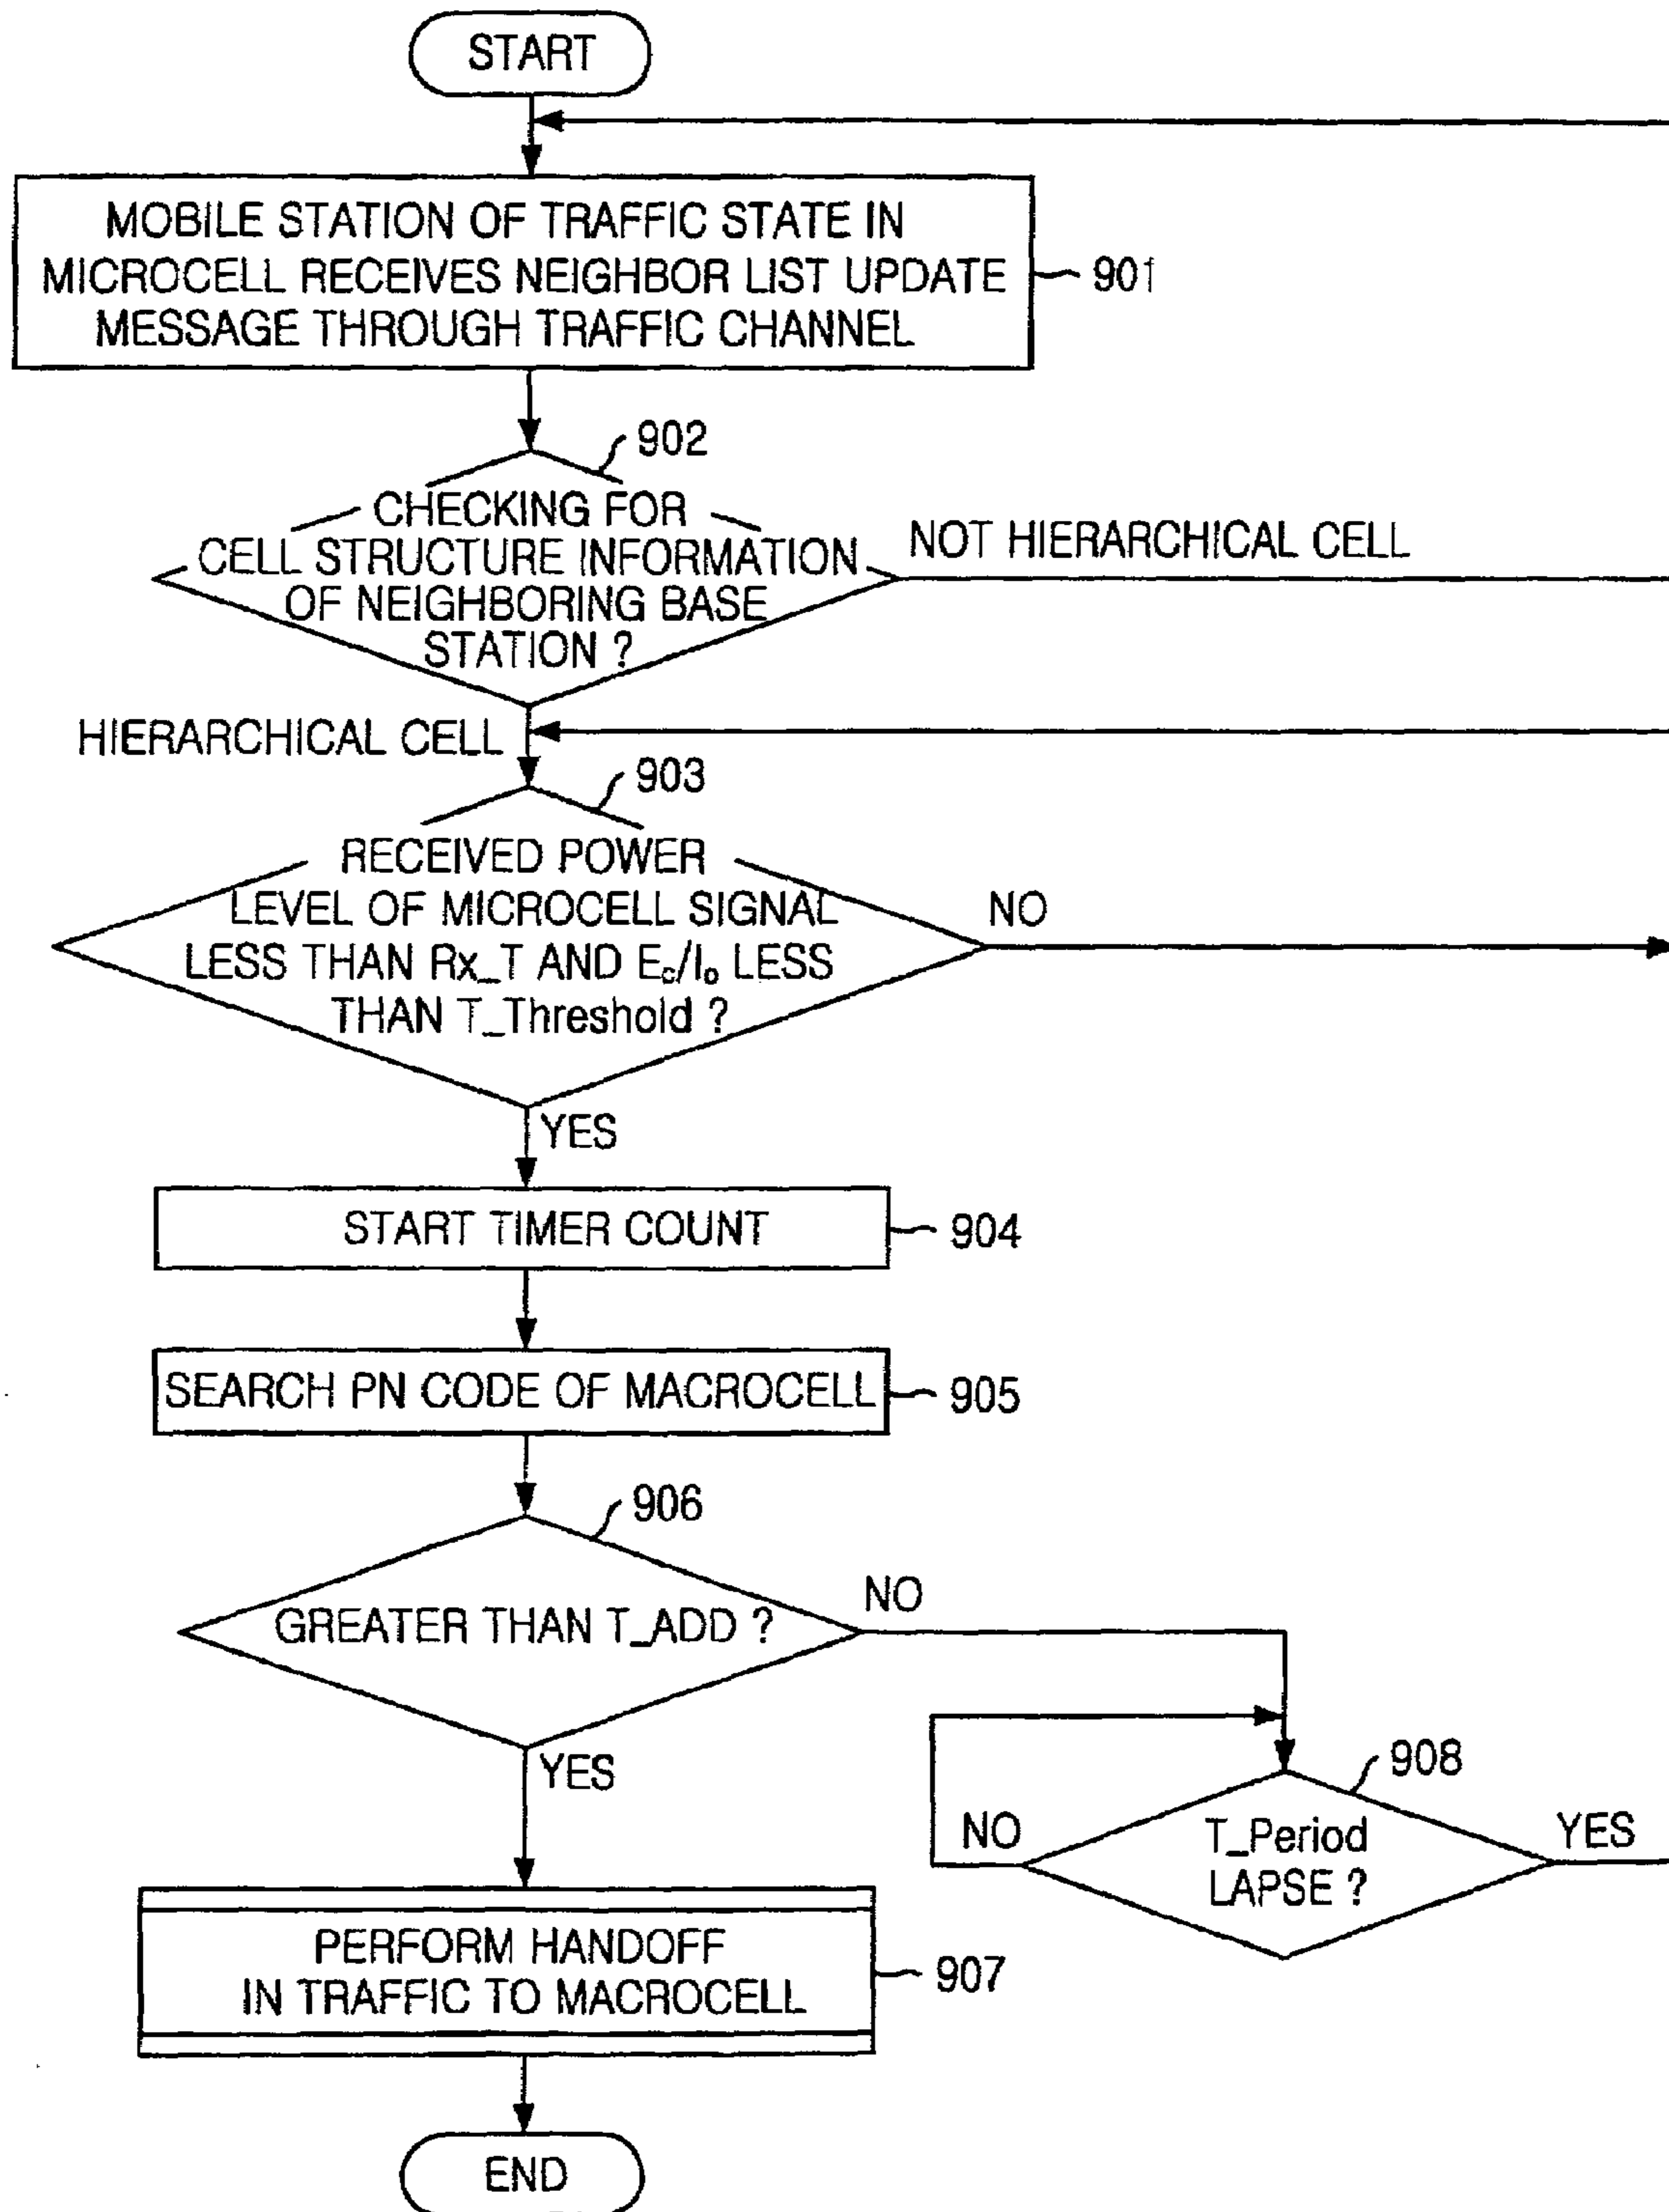 START
MOBILE STATION OF TRAFFIC STATE IN
MICROCELL RECEIVES NEIGHBOR LIST UPDATE
MESSAGE THROUGH TRAFFIC CHANNEL
901
902
CHECKING FOR
CELL STRUCTURE INFORMATION
OF NEIGHBORING BASE
STATION ?
NOT HIERARCHICAL CELL
HIERARCHICAL CELL
903
RECEIVED POWER
LEVEL OF MICROCELL SIGNAL
LESS THAN Rx_T AND Ec/Io LESS
THAN T_Threshold ?
NO
YES
START TIMER COUNT
904
SEARCH PN CODE OF MACROCELL
905
906
GREATER THAN T_ADD ?
NO
YES
908
T_Period
LAPSE ?
NO
YES
PERFORM HANDOFF
IN TRAFFIC TO MACROCELL
907
END